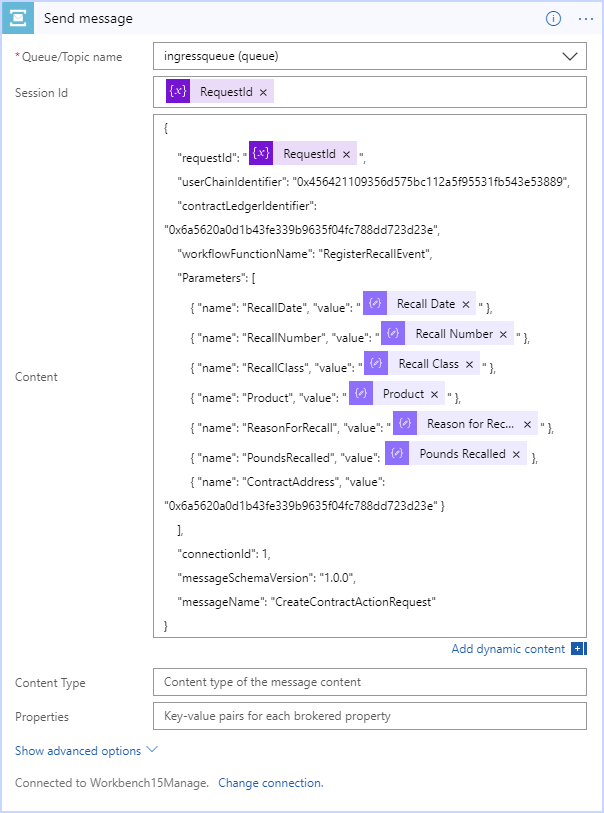 Send message
* Queue/Topic name
ingressqueue (queue)
Session Id
{x} RequestId ×
Content
{
"requestId": " {x} RequestId × ",
"userChainIdentifier": "0x456421109356d575bc112a5f95531fb543e53889",
"contractLedgerIdentifier":
"0x6a5620a0d1b43fe339b9635f04fc788dd723d23e",
"workflowFunctionName": "RegisterRecallEvent",
"Parameters": [
{ "name": "RecallDate", "value": " Recall Date × " },
{ "name": "RecallNumber", "value": " Recall Number × " },
{ "name": "RecallClass", "value": " Recall Class × " },
{ "name": "Product", "value": " Product × " },
{ "name": "ReasonForRecall", "value": " Reason for Rec... × " },
{ "name": "PoundsRecalled", "value": Pounds Recalled × },
{ "name": "ContractAddress", "value":
"0x6a5620a0d1b43fe339b9635f04fc788dd723d23e" }
],
"connectionId": 1,
"messageSchemaVersion": "1.0.0",
"messageName": "CreateContractActionRequest"
}
Add dynamic content
Content Type
Content type of the message content
Properties
Key-value pairs for each brokered property
Show advanced options
Connected to Workbench15Manage. Change connection.